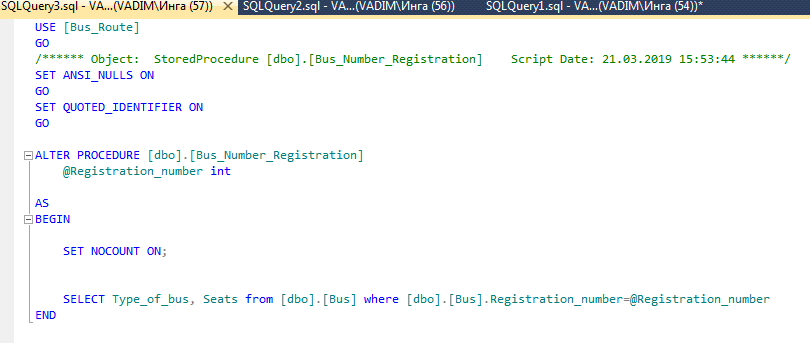 SQLQuery3.sql - VA...(VADIM\Инга (57)) SQLQuery2.sql - VA...(VADIM\Инга (56)) SQLQuery1.sql - VA...(VADIM\Инга (54))*
USE [Bus_Route]
GO
/****** Object:  StoredProcedure [dbo].[Bus_Number_Registration]    Script Date: 21.03.2019 15:53:44 ******/
SET ANSI_NULLS ON
GO
SET QUOTED_IDENTIFIER ON
GO
ALTER PROCEDURE [dbo].[Bus_Number_Registration]
@Registration_number int
AS
BEGIN
SET NOCOUNT ON;
SELECT Type_of_bus, Seats from [dbo].[Bus] where [dbo].[Bus].Registration_number=@Registration_number
END